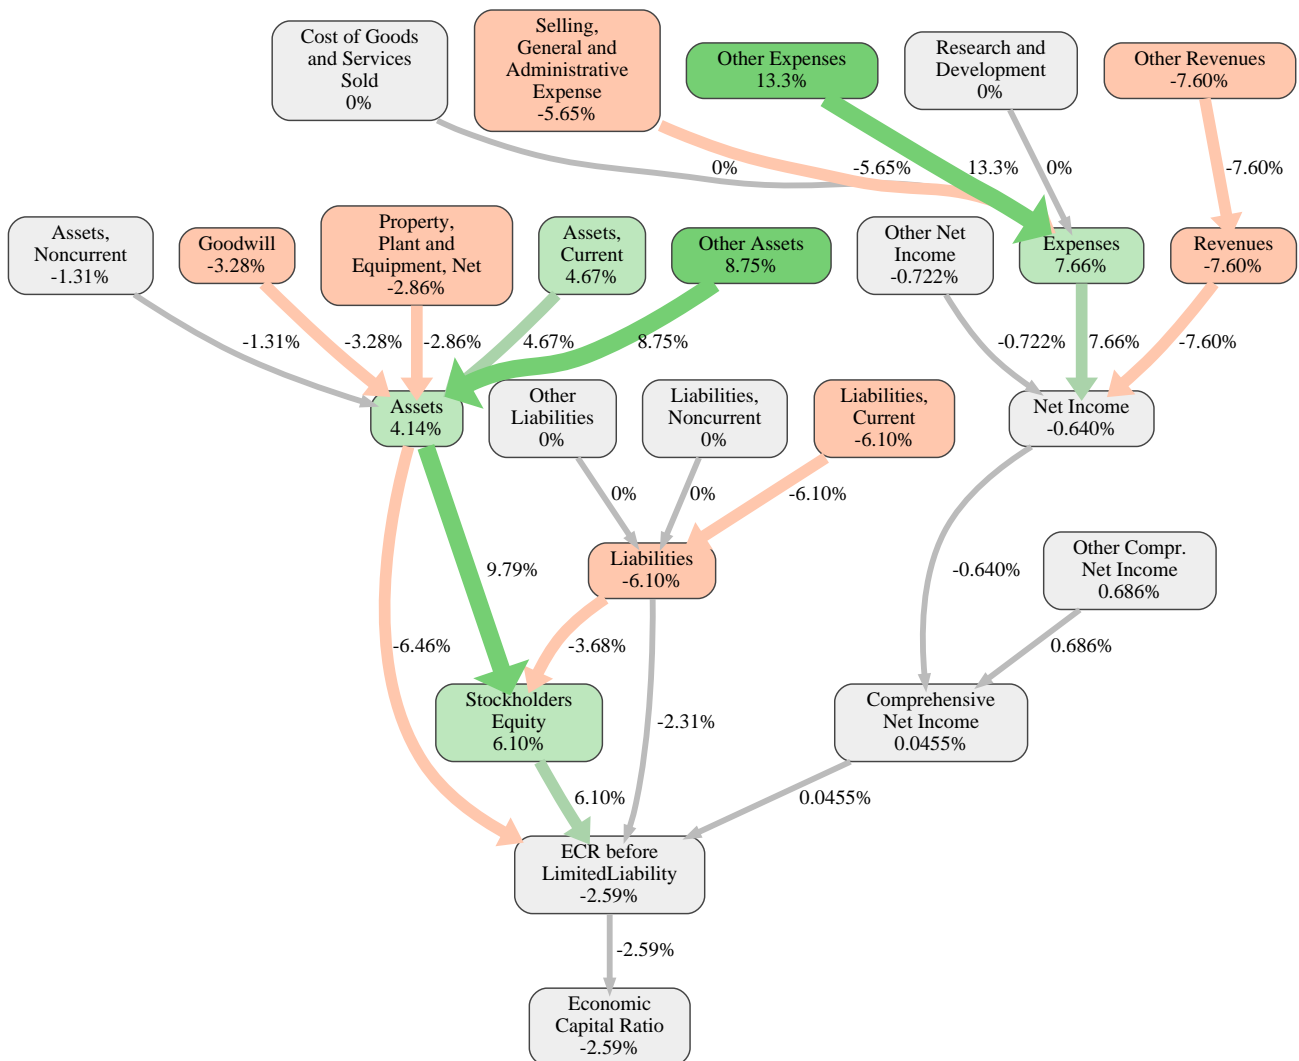 Cost of Goods
and Services
Sold
0%
Selling,
General and
Administrative
Expense
-5.65%
Other Expenses
13.3%
Research and
Development
0%
Other Revenues
-7.60%
0%
-5.65%
13.3%
0%
-7.60%
Assets,
Noncurrent
-1.31%
Goodwill
-3.28%
Property,
Plant and
Equipment, Net
-2.86%
Assets,
Current
4.67%
Other Assets
8.75%
Other Net
Income
-0.722%
Expenses
7.66%
Revenues
-7.60%
-1.31%
-3.28%
-2.86%
4.67%
8.75%
-0.722%
7.66%
-7.60%
Assets
4.14%
Other
Liabilities
0%
Liabilities,
Noncurrent
0%
Liabilities,
Current
-6.10%
Net Income
-0.640%
0%
0%
-6.10%
Liabilities
-6.10%
Other Compr.
Net Income
0.686%
9.79%
-0.640%
-6.46%
-3.68%
0.686%
Stockholders
Equity
6.10%
-2.31%
Comprehensive
Net Income
0.0455%
6.10%
0.0455%
ECR before
LimitedLiability
-2.59%
-2.59%
Economic
Capital Ratio
-2.59%